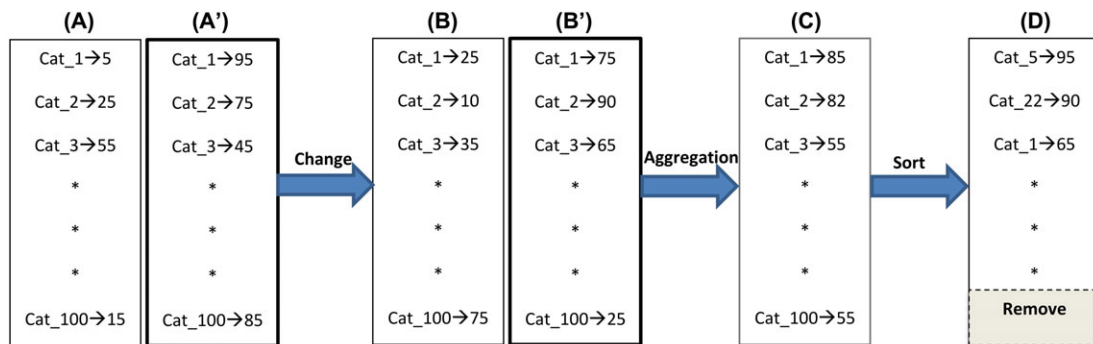 (A) (A’) (B) (B’) (C) (D)
Cat_1→5 Cat_1→95 Cat_1→25 Cat_1→75 Cat_1→85 Cat_5→95
Cat_2→25 Cat_2→75 Cat_2→10 Cat_2→90 Cat_2→82 Cat_22→90
Cat_3→55 Cat_3→45 Cat_3→35 Cat_3→65 Cat_3→55 Cat_1→65
Change Aggregation Sort
* * * * * *
* * * * * *
* * * * * *
Cat_100→15 Cat_100→85 Cat_100→75 Cat_100→25 Cat_100→55 Remove